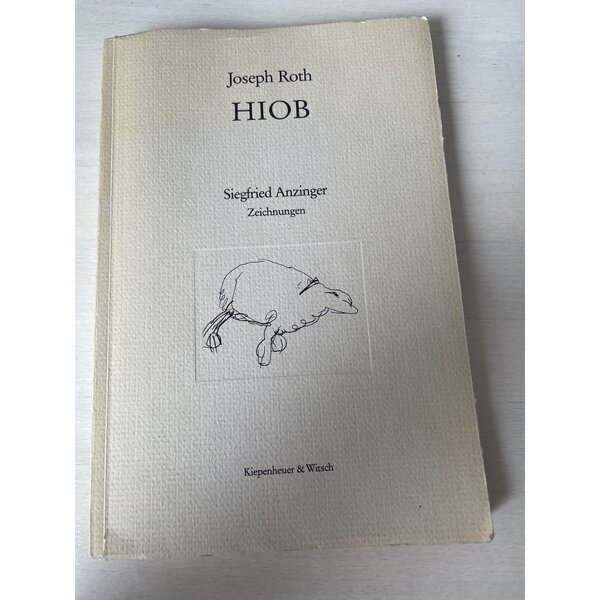 Joseph Roth
HIOB
Siegfried Anzinger
Zeichnungen
Kiepenheuer & Witsch